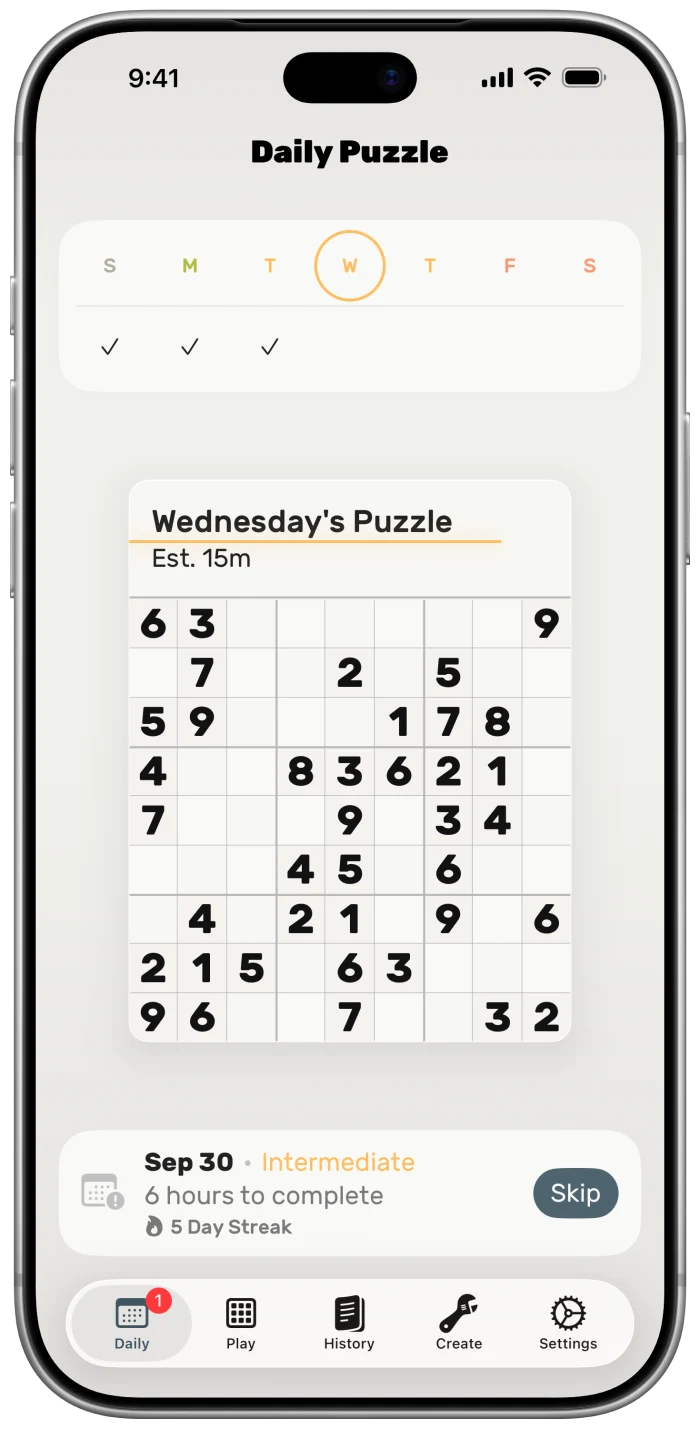 9:41
Daily Puzzle
S M T W T F S
Wednesday's Puzzle
Est. 15m
6 3 9
7 2 5
5 9 1 7 8
4 8 3 6 2 1
7 9 3 4
4 5 6
4 2 1 9 6
2 1 5 6 3
9 6 7 3 2
Sep 30 • Intermediate
6 hours to complete
5 Day Streak
Skip
1
Daily Play History Create Settings